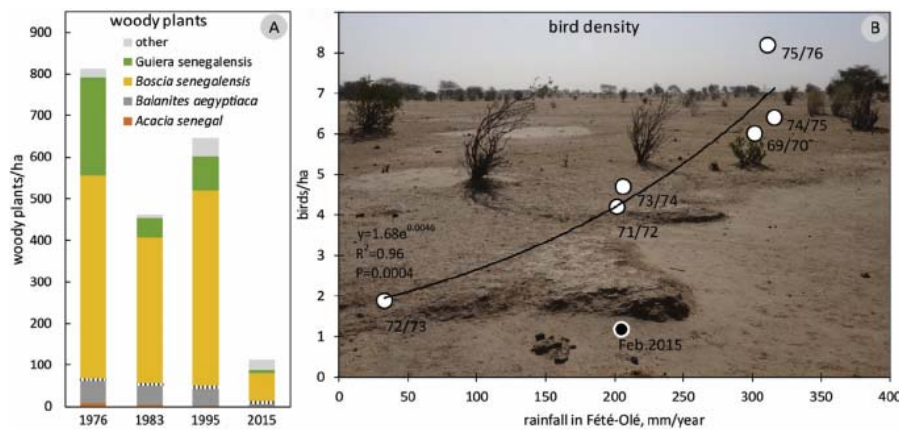 woody plants
A
other
Guiera senegalensis
Boscia senegalensis
Balanites aegyptiaca
Acacia senegal
woody plants/ha
900
800
700
600
500
400
300
200
100
0
1976 1983 1995 2015
bird density
B
birds/ha
8
7
6
5
4
3
2
1
0
75/76
74/75
69/70
73/74
71/72
y=1.68e^0.0046
R²=0.96
P=0.0004
72/73
Feb.2015
0 50 100 150 200 250 300 350 400
rainfall in Fété-Olé, mm/year